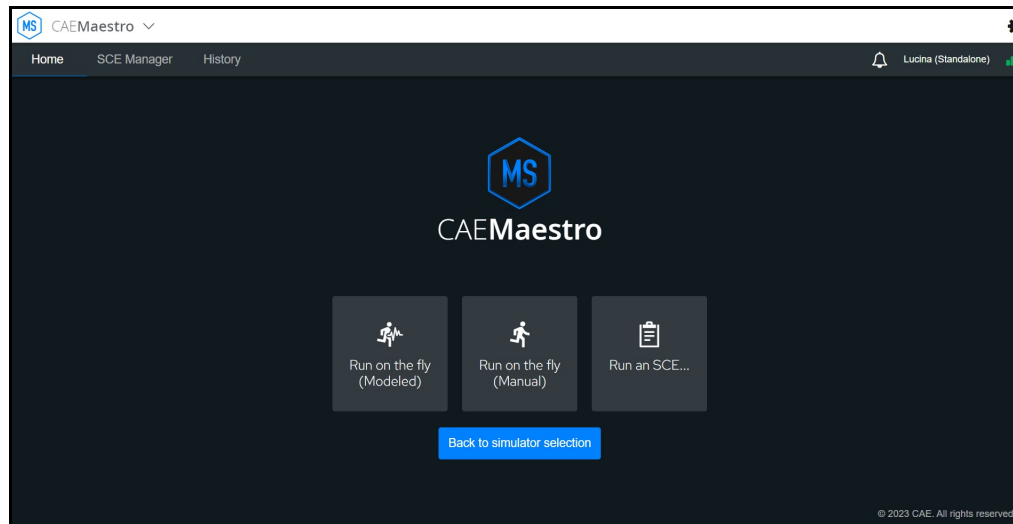 MS CAEMaestro
Home SCE Manager History Lucina (Standalone)
MS
CAEMaestro
Run on the fly Run on the fly Run an SCE...
(Modeled) (Manual)
Back to simulator selection
© 2023 CAE. All rights reserved